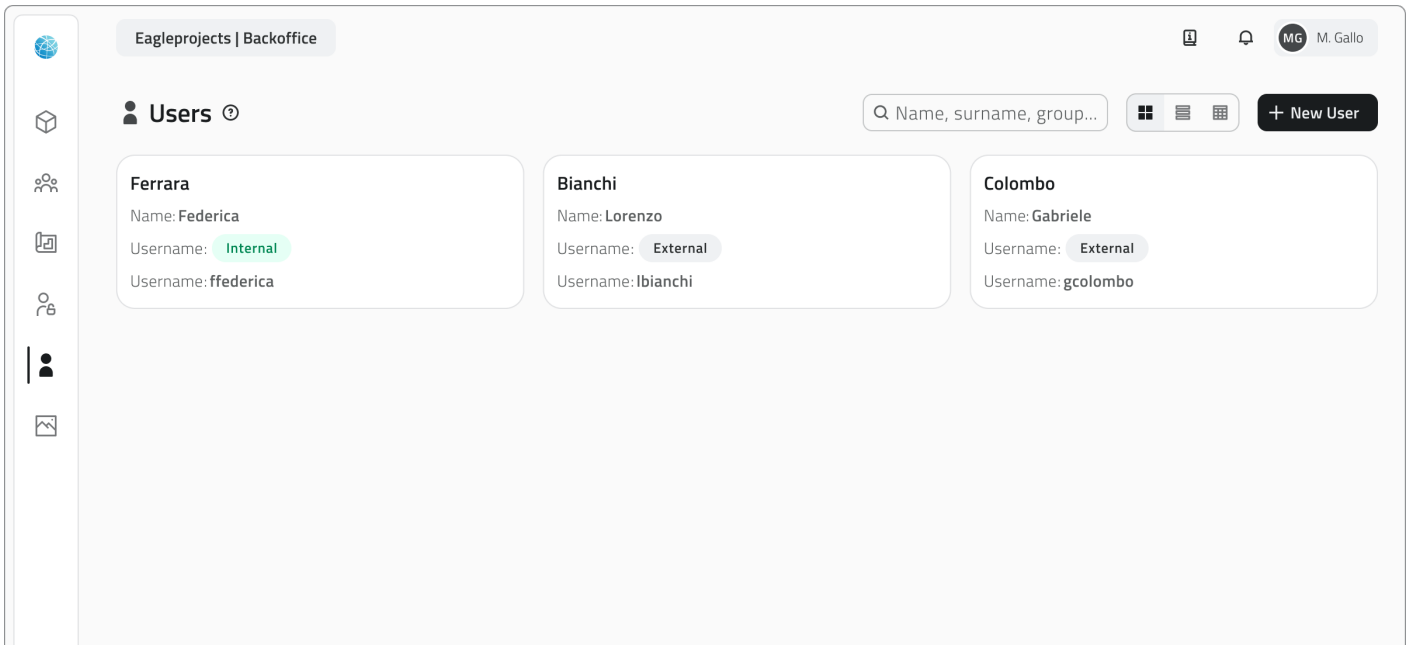 Eagleprojects | Backoffice
MG M. Gallo
Users
Name, surname, group...
New User
Ferrara
Name: Federica
Username: Internal
Username: ffederica
Bianchi
Name: Lorenzo
Username: External
Username: lbianchi
Colombo
Name: Gabriele
Username: External
Username: gcolombo